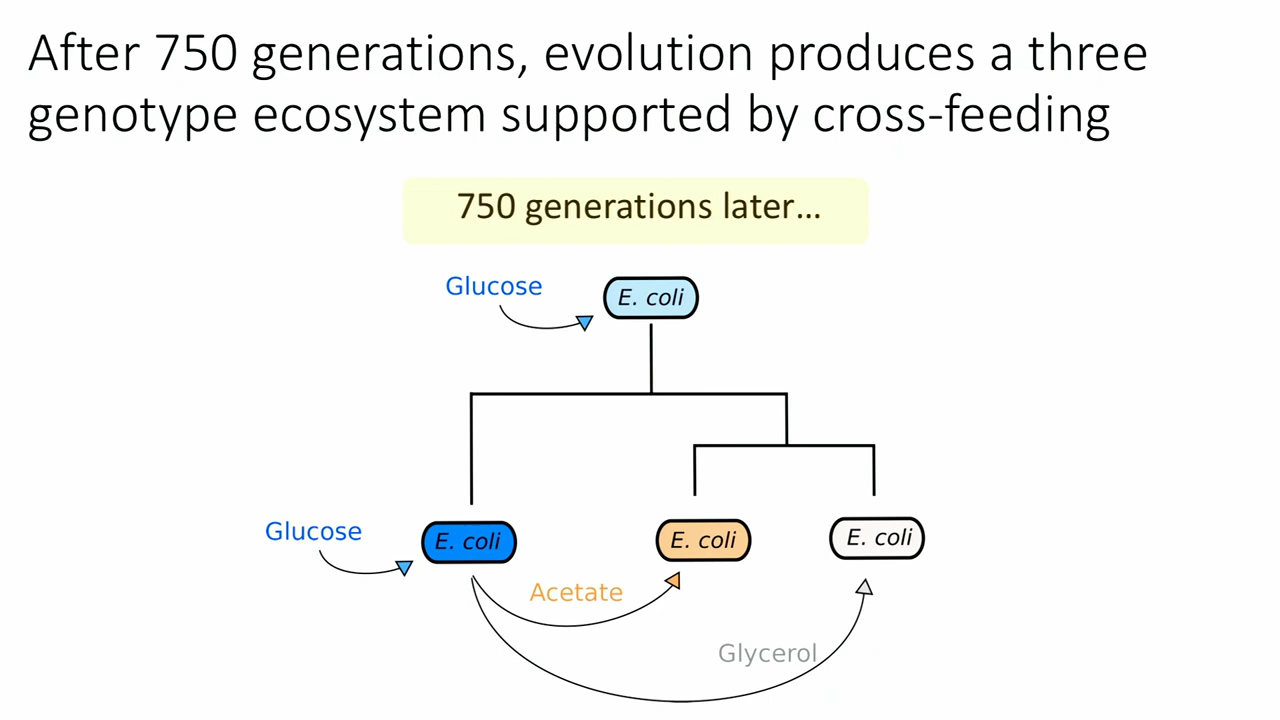 After 750 generations, evolution produces a three
genotype ecosystem supported by cross-feeding
750 generations later...
Glucose
E. coli
Glucose
E. coli
E. coli
E. coli
Acetate
Glycerol